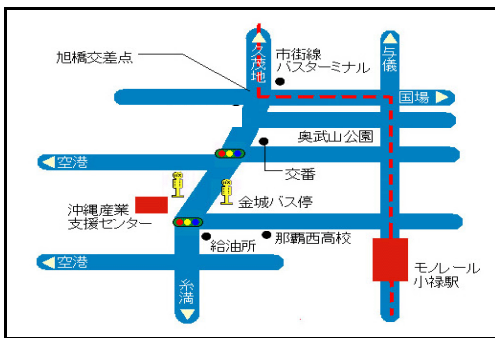 旭橋交差点
久茂地
市街線
バスターミナル
与儀
国場
奥武山公園
空港
交番
金城バス停
沖縄産業
支援センター
給油所
那覇西高校
空港
糸満
モノレール
小禄駅